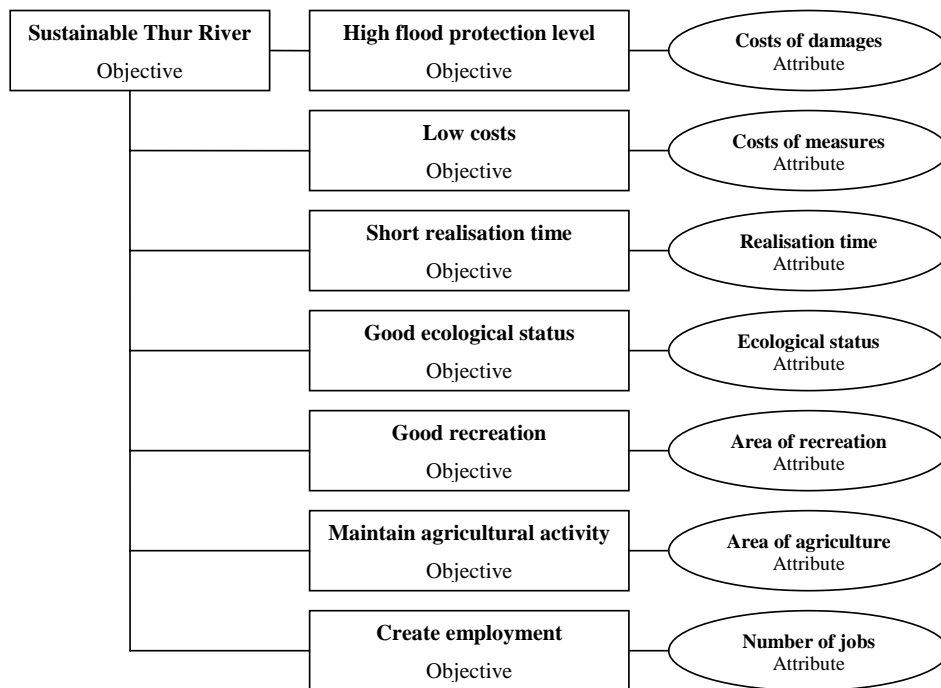 Sustainable Thur River
Objective
High flood protection level
Objective
Costs of damages
Attribute
Low costs
Objective
Costs of measures
Attribute
Short realisation time
Objective
Realisation time
Attribute
Good ecological status
Objective
Ecological status
Attribute
Good recreation
Objective
Area of recreation
Attribute
Maintain agricultural activity
Objective
Area of agriculture
Attribute
Create employment
Objective
Number of jobs
Attribute